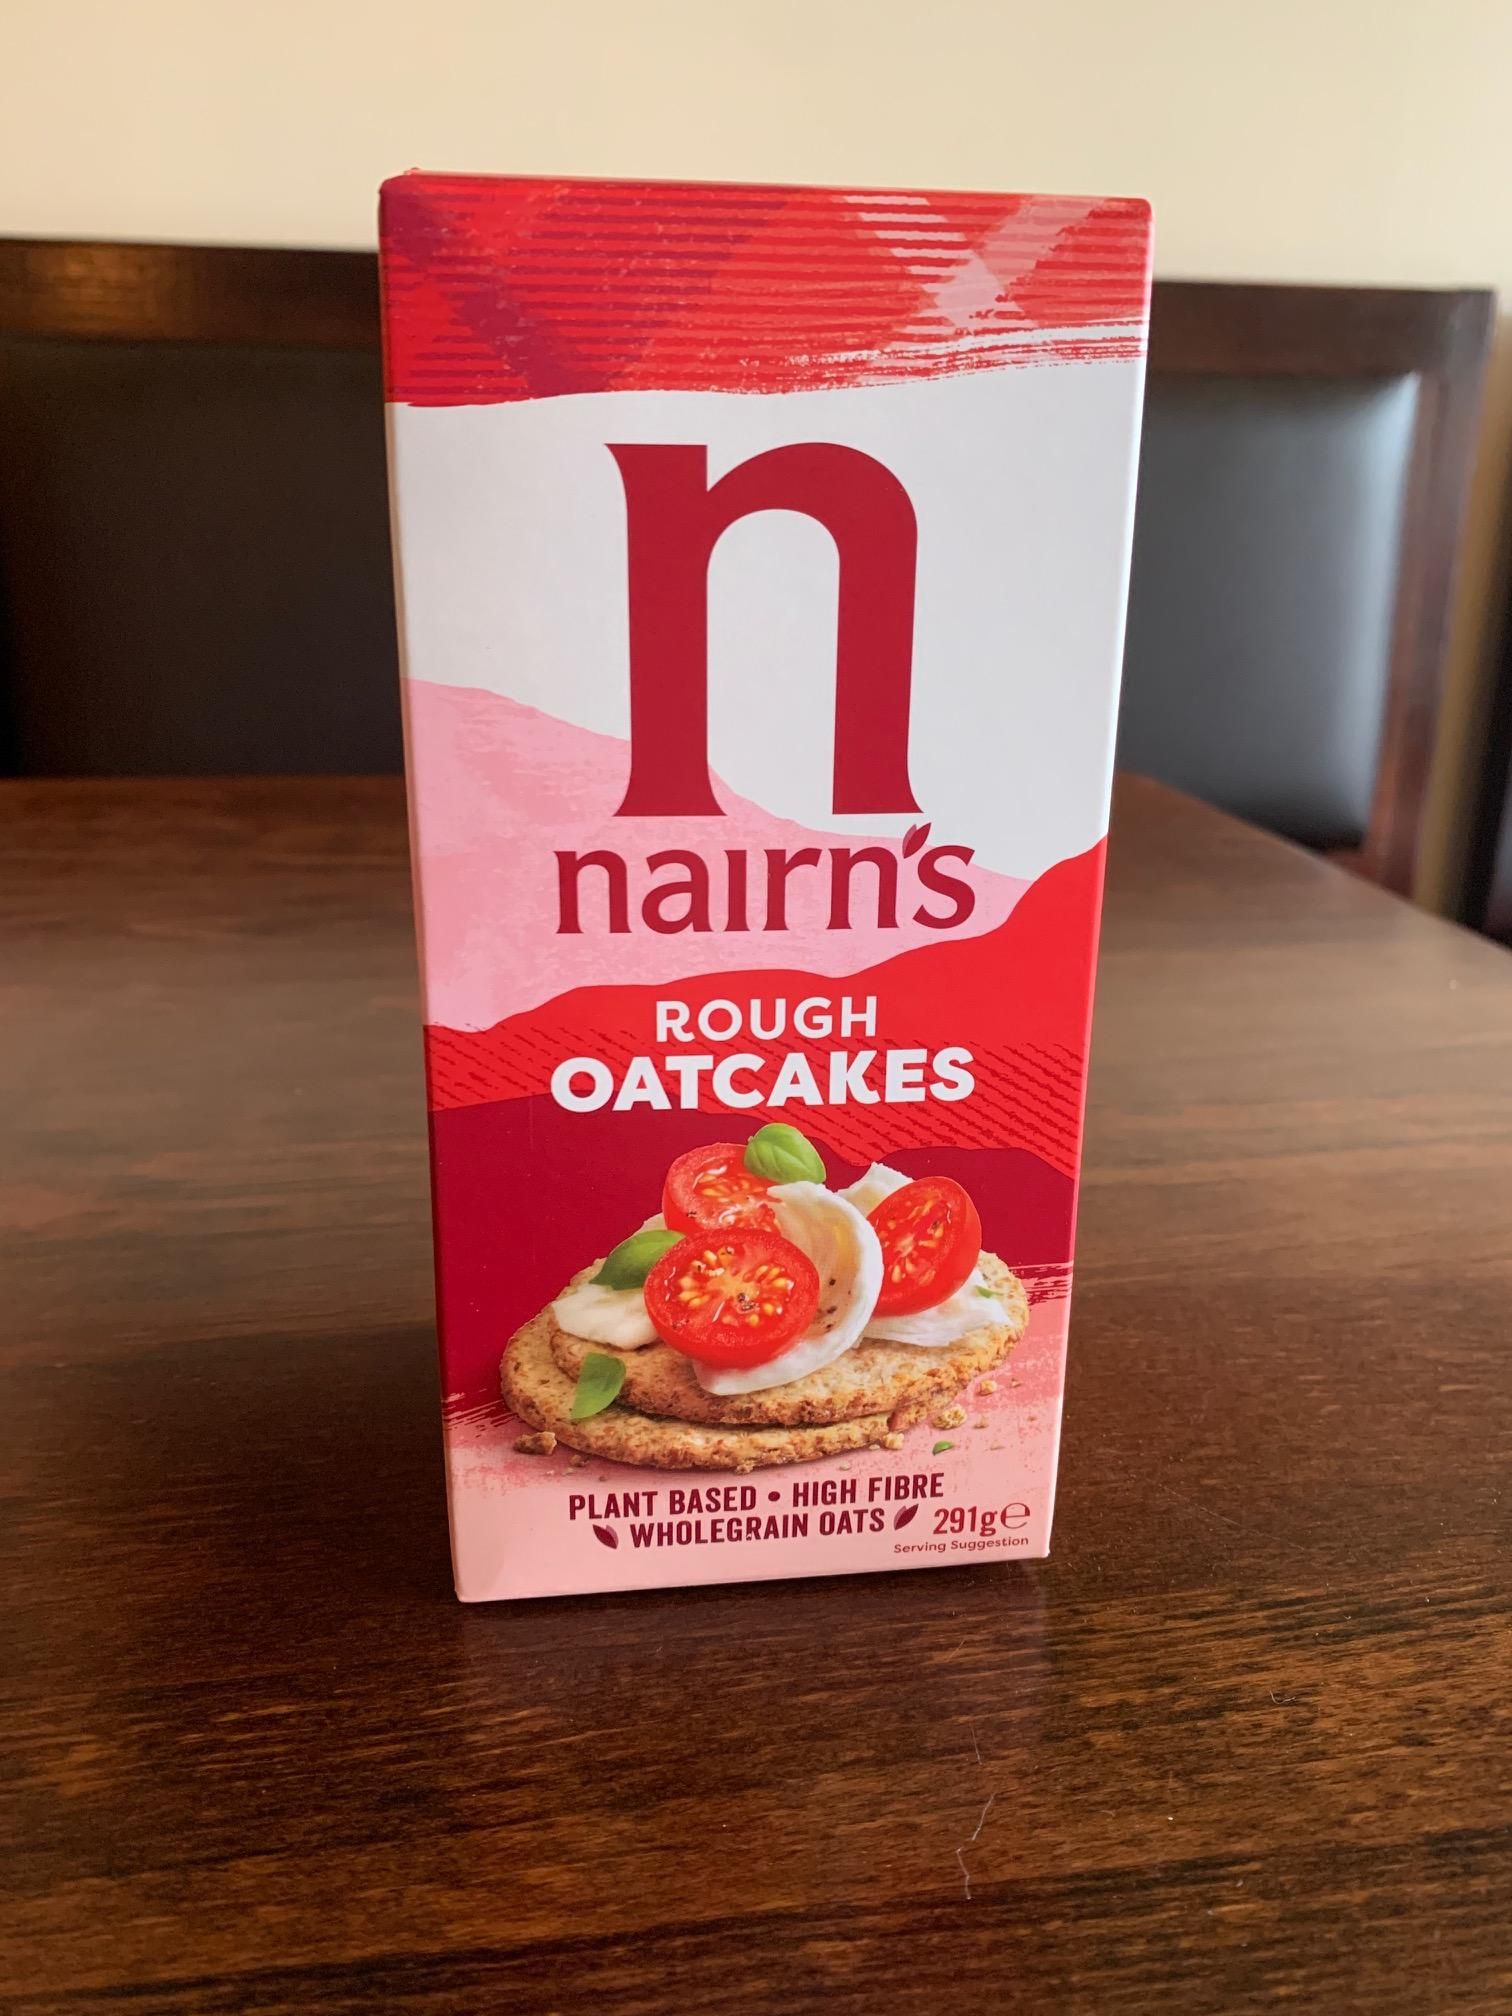 n
nairn's
ROUGH
OATCAKES
PLANT BASED • HIGH FIBRE
WHOLEGRAIN OATS
291g℮
Serving Suggestion